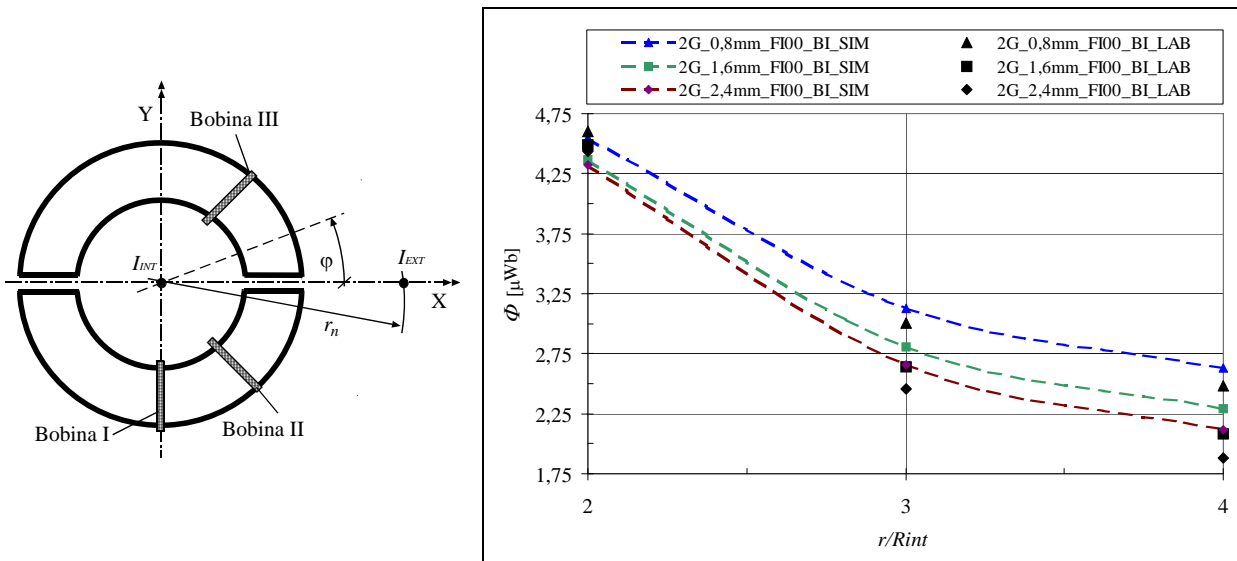 Y
Bobina III
I_INT
φ
I_EXT
X
r_n
Bobina I
Bobina II
2G_0,8mm_FI00_BI_SIM
2G_0,8mm_FI00_BI_LAB
2G_1,6mm_FI00_BI_SIM
2G_1,6mm_FI00_BI_LAB
2G_2,4mm_FI00_BI_SIM
2G_2,4mm_FI00_BI_LAB
Φ [µWb]
4,75
4,25
3,75
3,25
2,75
2,25
1,75
2
3
4
r/Rint